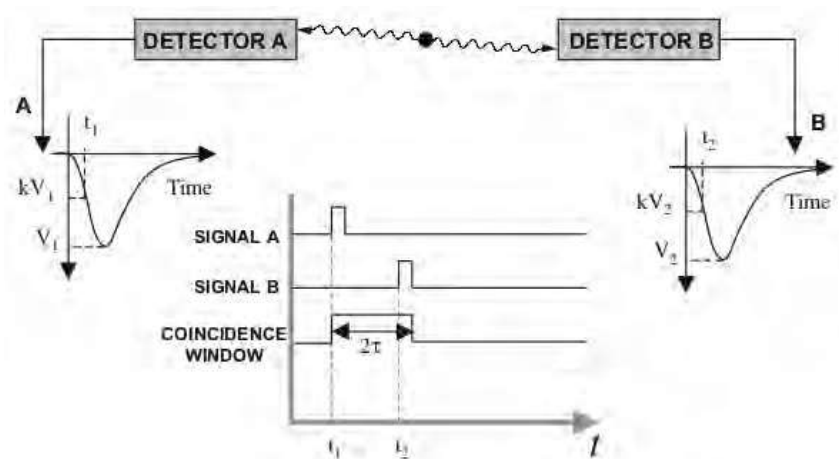 DETECTOR A
DETECTOR B
A
B
t1
t2
kV1
Time
V1
kV2
Time
V2
SIGNAL A
SIGNAL B
COINCIDENCE
WINDOW
2τ
t1
t2
t